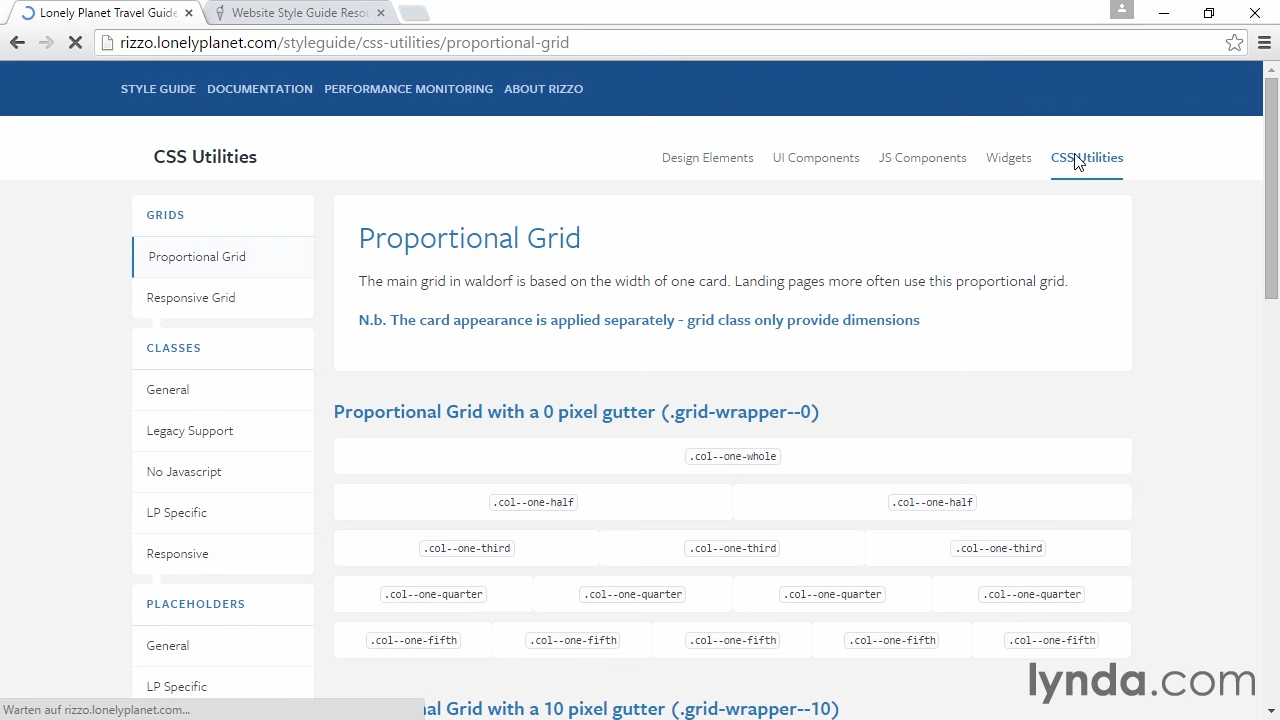 Lonely Planet Travel Guide
Website Style Guide Reso
rizzo.lonelyplanet.com/styleguide/css-utilities/proportional-grid
STYLE GUIDE DOCUMENTATION PERFORMANCE MONITORING ABOUT RIZZO
CSS Utilities
Design Elements UI Components JS Components Widgets CSS Utilities
GRIDS
Proportional Grid
Responsive Grid
CLASSES
General
Legacy Support
No Javascript
LP Specific
Responsive
PLACEHOLDERS
General
LP Specific
Proportional Grid
The main grid in waldorf is based on the width of one card. Landing pages more often use this proportional grid.
N.b. The card appearance is applied separately - grid class only provide dimensions
Proportional Grid with a 0 pixel gutter (.grid-wrapper--0)
.col--one-whole
.col--one-half .col--one-half
.col--one-third .col--one-third .col--one-third
.col--one-quarter .col--one-quarter .col--one-quarter .col--one-quarter
.col--one-fifth .col--one-fifth .col--one-fifth .col--one-fifth .col--one-fifth
al Grid with a 10 pixel gutter (.grid-wrapper--10)
Warten auf rizzo.lonelyplanet.com...
lynda.com